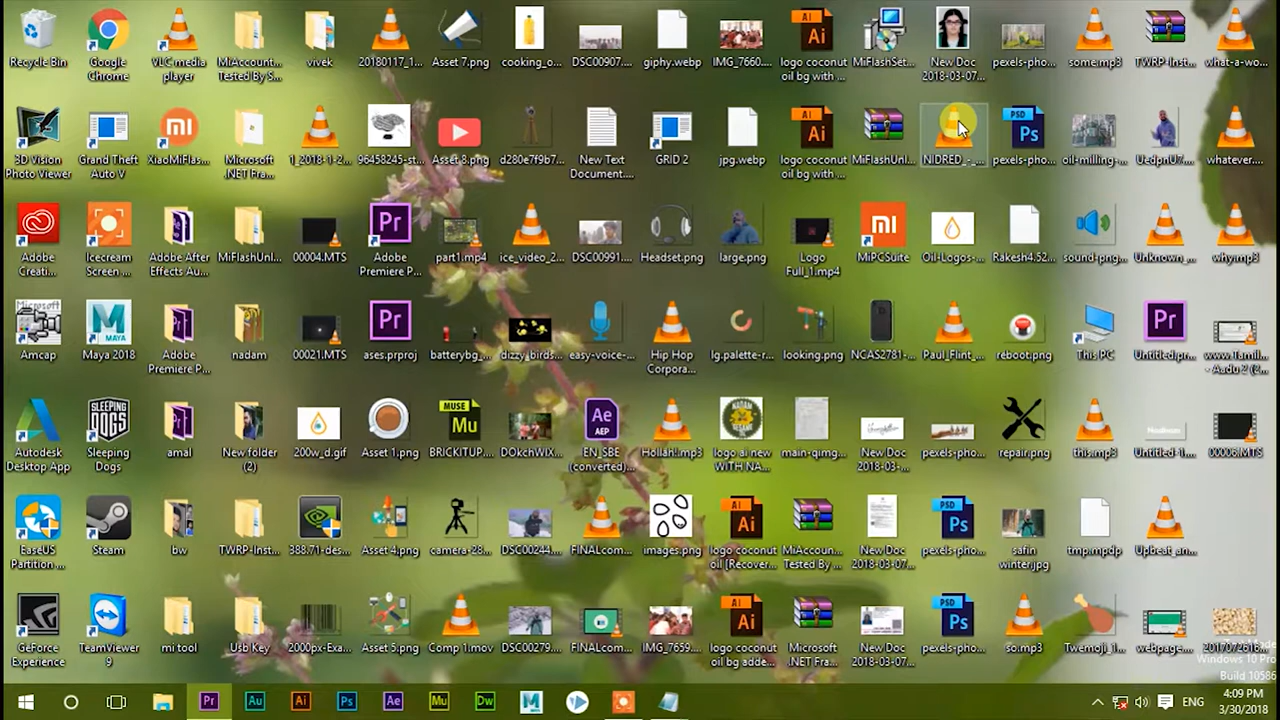 Recycle Bin
Google
Chrome
VLC media
player
MiAccount...
Tested By S...
vivek
20180117_1...
Asset 7.png
cooking_o...
DSC00907....
giphy.webp
IMG_7660....
logo coconut
oil bg with ...
MiFlashSet...
New Doc
2018-03-07...
pexels-pho...
some.mp3
TWRP-Inst...
what-a-wo...
3D Vision
Photo Viewer
Grand Theft
Auto V
XiaoMiFlas...
Microsoft
.NET Fra...
1_2018-1-2...
96458245-st...
Asset 8.png
d280e7f9b7...
New Text
Document....
GRID 2
jpg.webp
logo coconut
oil bg with ...
MiFlashUnl...
NIDRED_-_...
pexels-pho...
oil-milling-...
UedpnU7...
whatever....
Adobe
Creati...
Icecream
Screen ...
Adobe After
Effects Au...
MiFlashUnl...
00004.MTS
Adobe
Premiere P...
part1.mp4
ice_video_2...
DSC00991....
Headset.png
large.png
Logo
Full_1.mp4
MiPCSuite
Oil-Logos-...
Rakesh4.52...
sound-png...
Unknown_...
why.mp3
Amcap
Maya 2018
Adobe
Premiere P...
nadam
00021.MTS
ases.prproj
batterybg_...
dizzy_birds...
easy-voice-...
Hip Hop
Corpora...
lg.palette-r...
looking.png
NCAS2781-...
Paul_Flint_...
reboot.png
This PC
Untitled.pr...
www.Tamil...
- Aadu 2 (2...
Autodesk
Desktop App
Sleeping
Dogs
amal
New folder
(2)
200w_d.gif
Asset 1.png
BRICKITUP....
DOkchWIX...
EN_SBE
(converted)...
Hollah!.mp3
logo ai new
WITH NA...
main-qimg...
New Doc
2018-03-...
pexels-pho...
repair.png
this.mp3
Untitled-1....
00006.MTS
EaseUS
Partition ...
Steam
bw
TWRP-Inst...
388.71-des...
Asset 4.png
camera-28...
DSC00244....
FINALcom...
images.png
logo coconut
oil [Recover...
MiAccoun...
Tested By ...
New Doc
2018-03-07...
pexels-pho...
safin
winter.jpg
tmp.mpdp
Upbeat_an...
GeForce
Experience
TeamViewer
9
mi tool
Usb Key
2000px-Exa...
Asset 5.png
Comp 1.mov
DSC00279....
FINALcom...
IMG_7659....
logo coconut
oil bg adde...
Microsoft
.NET Fra...
New Doc
2018-03-07...
pexels-pho...
so.mp3
Twemoji_1...
webpage....
2017072618...
Windows 10 Pro
Build 10586
ENG
4:09 PM
3/30/2018